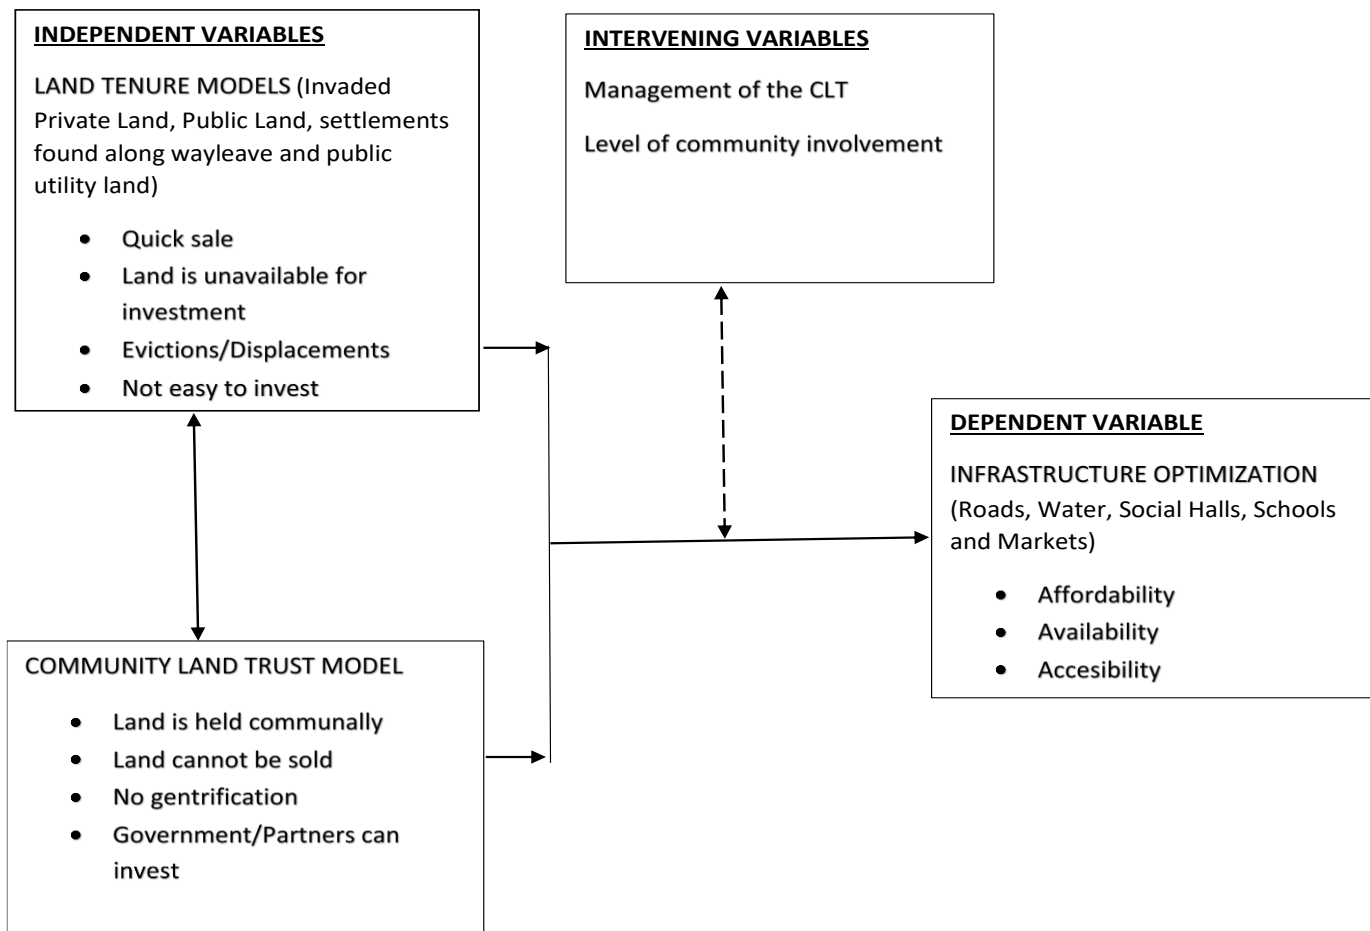 INDEPENDENT VARIABLES
LAND TENURE MODELS (Invaded
Private Land, Public Land, settlements
found along wayleave and public
utility land)
• Quick sale
• Land is unavailable for
investment
• Evictions/Displacements
• Not easy to invest
INTERVENING VARIABLES
Management of the CLT
Level of community involvement
DEPENDENT VARIABLE
INFRASTRUCTURE OPTIMIZATION
(Roads, Water, Social Halls, Schools
and Markets)
• Affordability
• Availability
• Accesibility
COMMUNITY LAND TRUST MODEL
• Land is held communally
• Land cannot be sold
• No gentrification
• Government/Partners can
invest